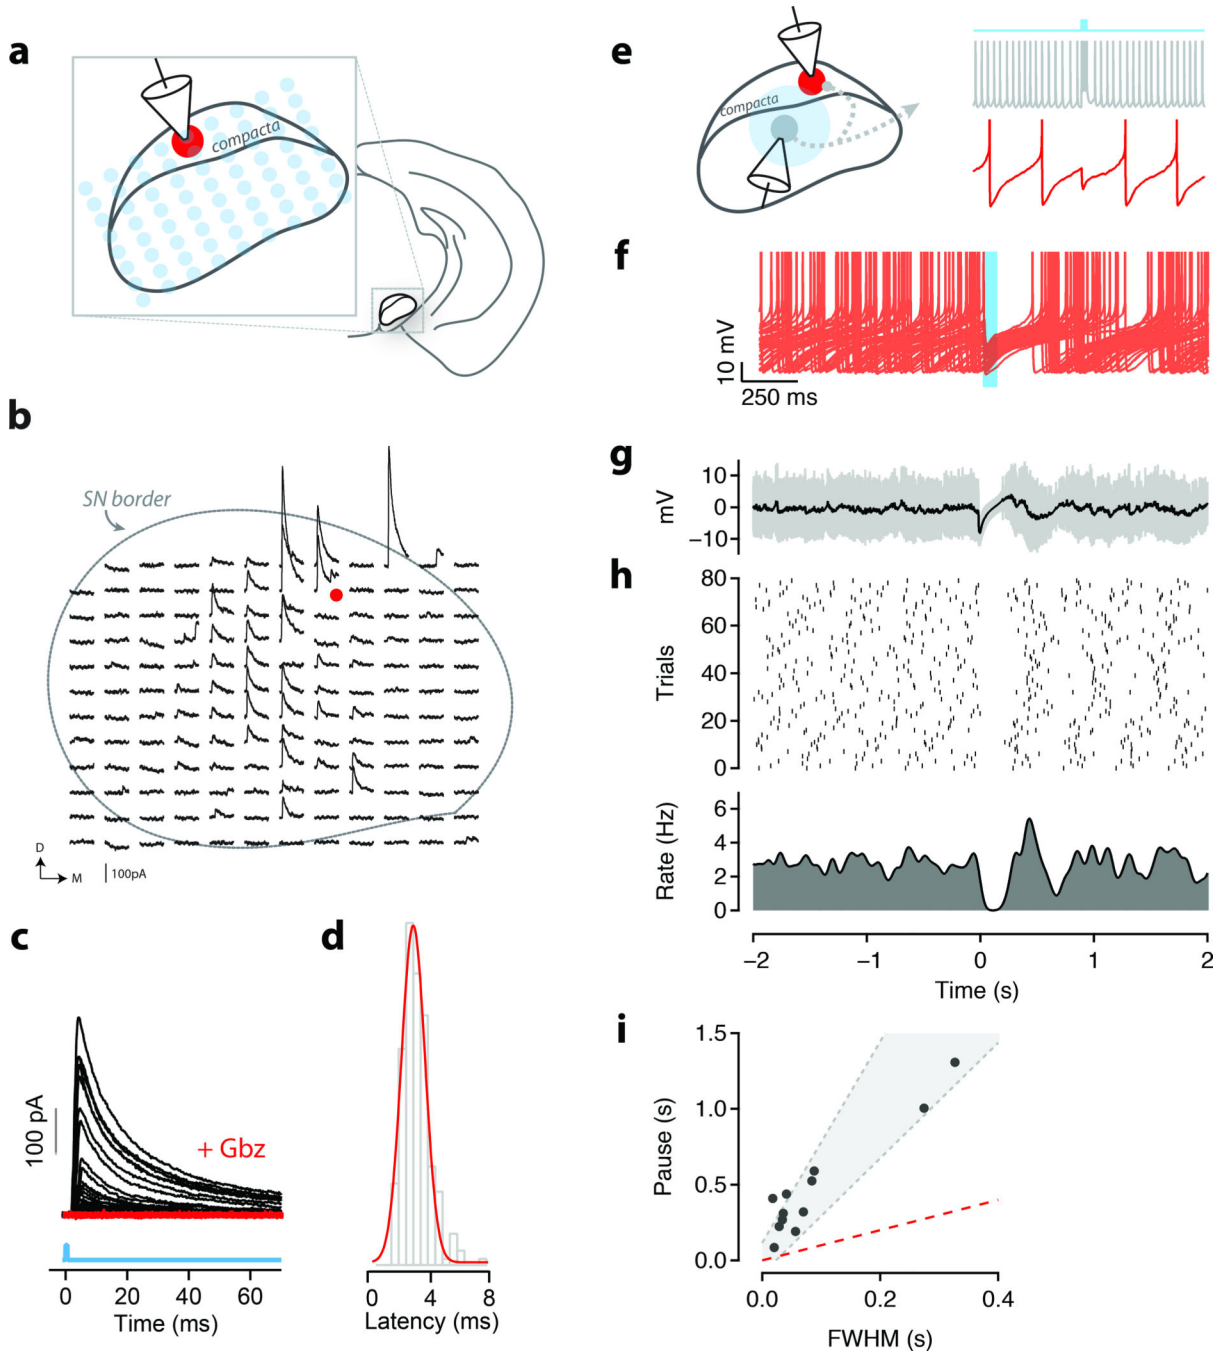 a
compacta
b
SN border
D
M
100pA
c
100 pA
+ Gbz
0 20 40 60
Time (ms)
d
0 4 8
Latency (ms)
e
compacta
f
10 mV
250 ms
g
10
0
−10
mV
h
80
60
40
20
0
Trials
6
4
2
0
Rate (Hz)
−2 −1 0 1 2
Time (s)
i
1.5
1.0
0.5
0.0
Pause (s)
0.0 0.2 0.4
FWHM (s)